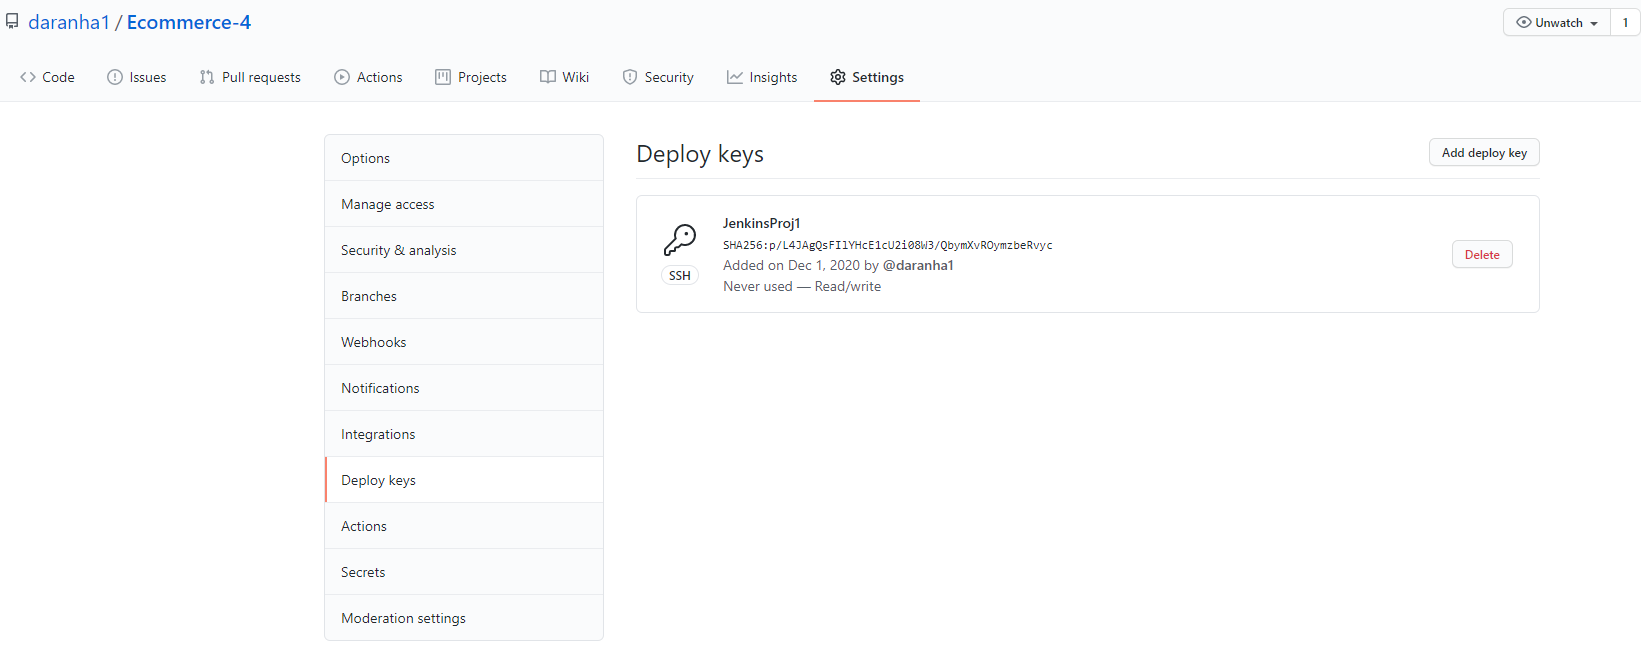 daranha1 / Ecommerce-4
Unwatch 1
Code Issues Pull requests Actions Projects Wiki Security Insights Settings
Options
Manage access
Security & analysis
Branches
Webhooks
Notifications
Integrations
Deploy keys
Actions
Secrets
Moderation settings
Deploy keys
Add deploy key
SSH
JenkinsProj1
SHA256:p/L4JAgQsFIlYHcE1cU2i08W3/QbymXvROymzbeRvyc
Added on Dec 1, 2020 by @daranha1
Never used — Read/write
Delete